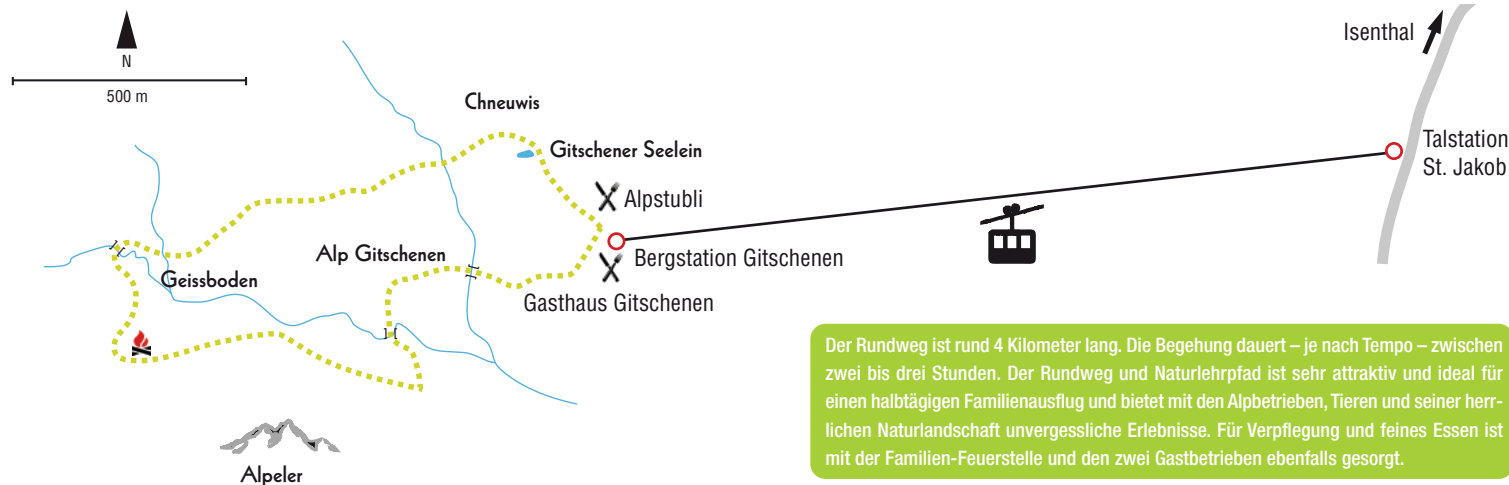 Isenthal
N
500 m
Chneuwis
Gitschener Seelein
Talstation
St. Jakob
Alpstubli
Alp Gitschenen
Bergstation Gitschenen
Geissboden
Gasthaus Gitschenen
Der Rundweg ist rund 4 Kilometer lang. Die Begehung dauert – je nach Tempo – zwischen
zwei bis drei Stunden. Der Rundweg und Naturlehrpfad ist sehr attraktiv und ideal für
einen halbtägigen Familienausflug und bietet mit den Alpbetrieben, Tieren und seiner herr-
lichen Naturlandschaft unvergessliche Erlebnisse. Für Verpflegung und feines Essen ist
mit der Familien-Feuerstelle und den zwei Gastbetrieben ebenfalls gesorgt.
Alpeler